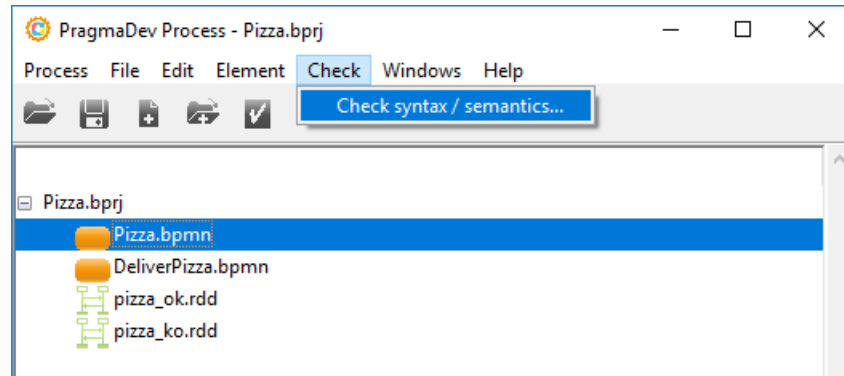 PragmaDev Process - Pizza.bprj
Process File Edit Element Check Windows Help
Check syntax / semantics...
Pizza.bprj
Pizza.bpmn
DeliverPizza.bpmn
pizza_ok.rdd
pizza_ko.rdd